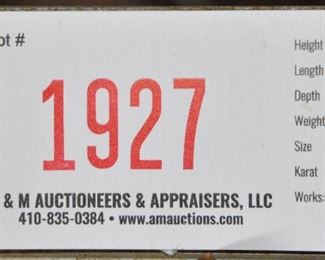 ot #
1927
& M AUCTIONEERS & APPRAISERS, LLC
410-835-0384 • www.amauctions.com
Height
Length
Depth
Weight
Size
Karat
Works: